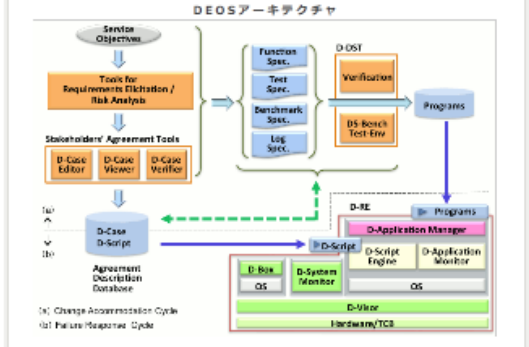 DEOSアーキテクチャ
Service
Objectives
Tools for
Requirements Elicitation /
Risk Analysis
Stakeholders' Agreement Tools
D-Case
Editor
D-Case
Viewer
D-Case
Verifier
Function
Spec.
Test
Spec.
Benchmark
Spec.
Log
Spec.
D-DST
Verification
DS-Bench
Test-Env
Programs
(a)
(b)
D-Case
D-Script
Agreement
Description
Database
D-RE
Programs
D-Application Manager
D-Script
D-Script
Engine
D-Application
Monitor
OS
D-Box
OS
D-System
Monitor
D-Visor
Hardware/TCB
(a) Change Accommodation Cycle
(b) Failure Response Cycle